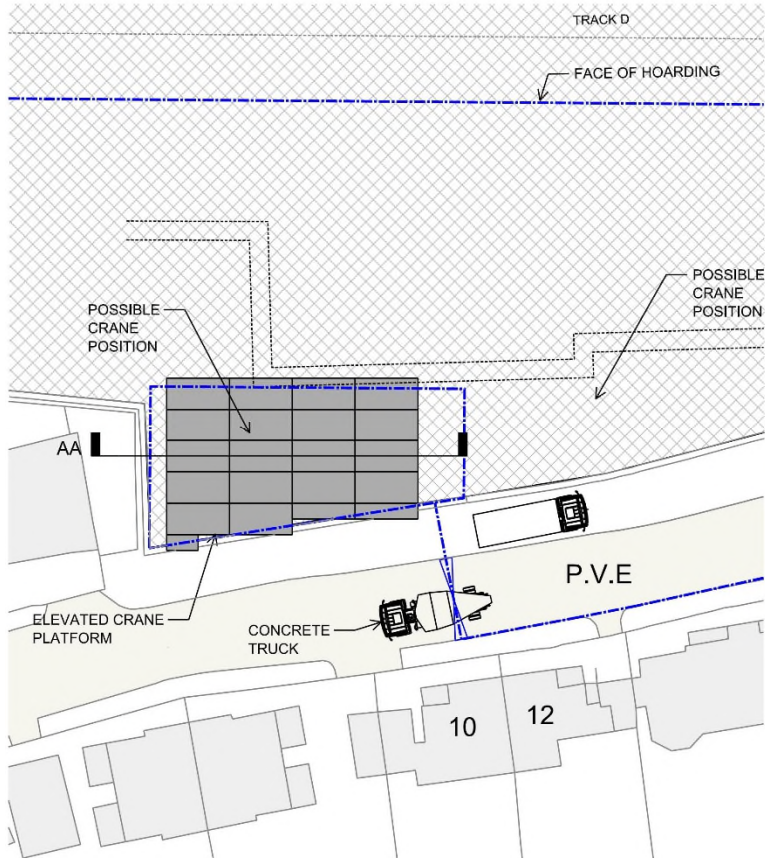 TRACK D
FACE OF HOARDING
POSSIBLE
CRANE
POSITION
POSSIBLE
CRANE
POSITION
AA
P.V.E
ELEVATED CRANE
PLATFORM
CONCRETE
TRUCK
10
12